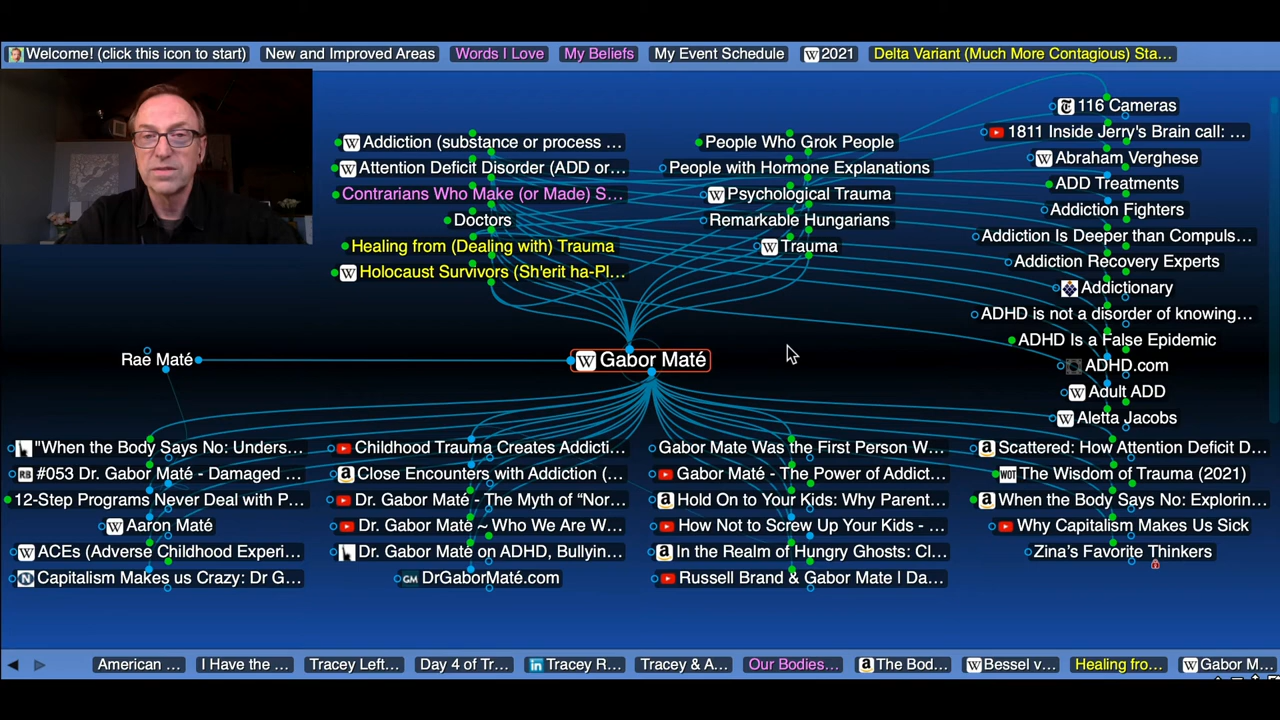 Welcome! (click this icon to start) New and Improved Areas Words I Love My Beliefs My Event Schedule 2021 Delta Variant (Much More Contagious) Sta...
Addiction (substance or process ...
Attention Deficit Disorder (ADD or...
Contrarians Who Make (or Made) S...
Doctors
Healing from (Dealing with) Trauma
Holocaust Survivors (Sh'erit ha-Pl...
People Who Grok People
People with Hormone Explanations
Psychological Trauma
Remarkable Hungarians
Trauma
116 Cameras
1811 Inside Jerry's Brain call: ...
Abraham Verghese
ADD Treatments
Addiction Fighters
Addiction Is Deeper than Compuls...
Addiction Recovery Experts
Addictionary
ADHD is not a disorder of knowing...
ADHD Is a False Epidemic
ADHD.com
Adult ADD
Aletta Jacobs
Rae Maté
Gabor Maté
"When the Body Says No: Unders...
#053 Dr. Gabor Maté - Damaged ...
12-Step Programs Never Deal with P...
Aaron Maté
ACEs (Adverse Childhood Experi...
Capitalism Makes us Crazy: Dr G...
Childhood Trauma Creates Addicti...
Close Encounters with Addiction (...
Dr. Gabor Maté - The Myth of “Nor...
Dr. Gabor Maté ~ Who We Are W...
Dr. Gabor Maté on ADHD, Bullyin...
DrGaborMaté.com
Gabor Mate Was the First Person W...
Gabor Maté - The Power of Addict...
Hold On to Your Kids: Why Parent...
How Not to Screw Up Your Kids - ...
In the Realm of Hungry Ghosts: Cl...
Russell Brand & Gabor Mate | Da...
Scattered: How Attention Deficit D...
The Wisdom of Trauma (2021)
When the Body Says No: Explorin...
Why Capitalism Makes Us Sick
Zina’s Favorite Thinkers
American ... I Have the ... Tracey Left... Day 4 of Tr... Tracey R... Tracey & A... Our Bodies... The Bod... Bessel v... Healing fro... Gabor M...